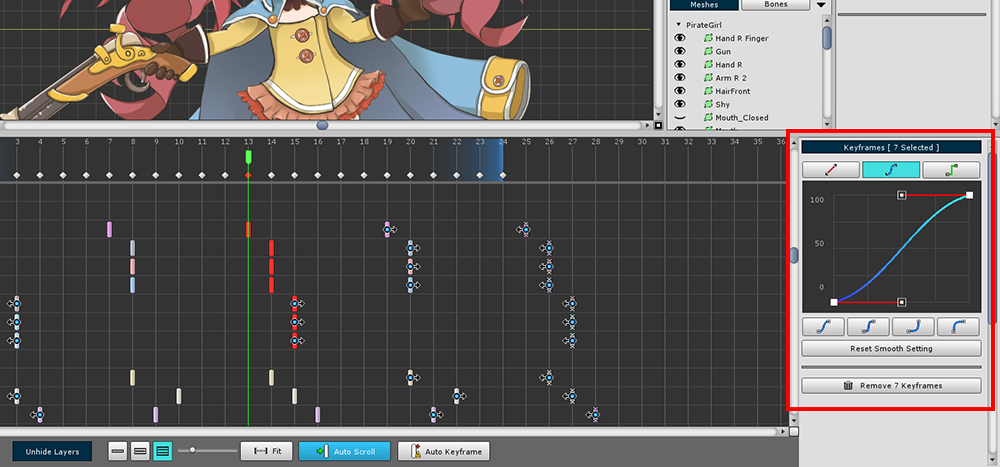 Meshes
Bones
PirateGirl
Hand R Finger
Gun
Hand R
Arm R 2
HairFront
Shy
Mouth_Closed
3 4 5 6 7 8 9 10 11 12 13 14 15 16 17 18 19 20 21 22 23 24 25 26 27 28 29 30 31 32 33 34 35 36
Keyframes [ 7 Selected ]
100
50
0
Reset Smooth Setting
Remove 7 Keyframes
Unhide Layers
Fit
Auto Scroll
Auto Keyframe